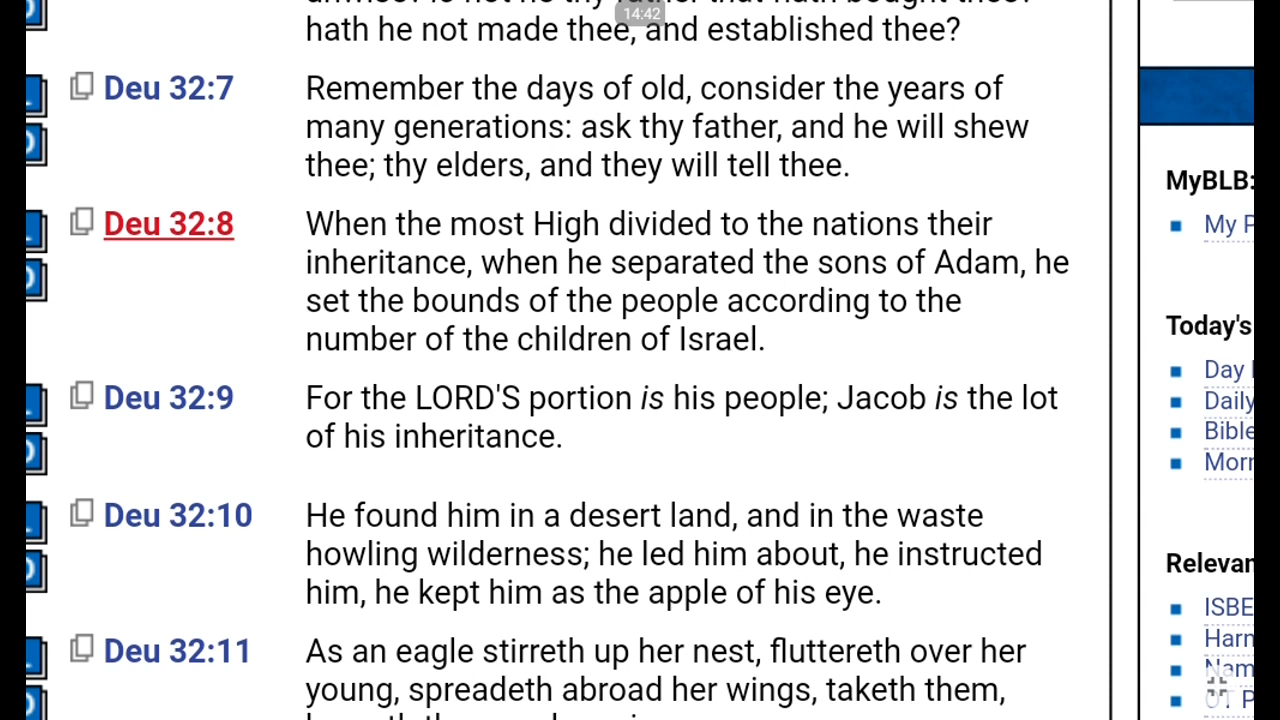 14:42
hath he not made thee, and established thee?
Deu 32:7
Remember the days of old, consider the years of
many generations: ask thy father, and he will shew
thee; thy elders, and they will tell thee.
Deu 32:8
When the most High divided to the nations their
inheritance, when he separated the sons of Adam, he
set the bounds of the people according to the
number of the children of Israel.
Deu 32:9
For the LORD'S portion is his people; Jacob is the lot
of his inheritance.
Deu 32:10
He found him in a desert land, and in the waste
howling wilderness; he led him about, he instructed
him, he kept him as the apple of his eye.
Deu 32:11
As an eagle stirreth up her nest, fluttereth over her
young, spreadeth abroad her wings, taketh them,
MyBLB:
My P
Today's
Day
Daily
Bible
Morn
Relevan
ISBE
Harn
Nam
OT P